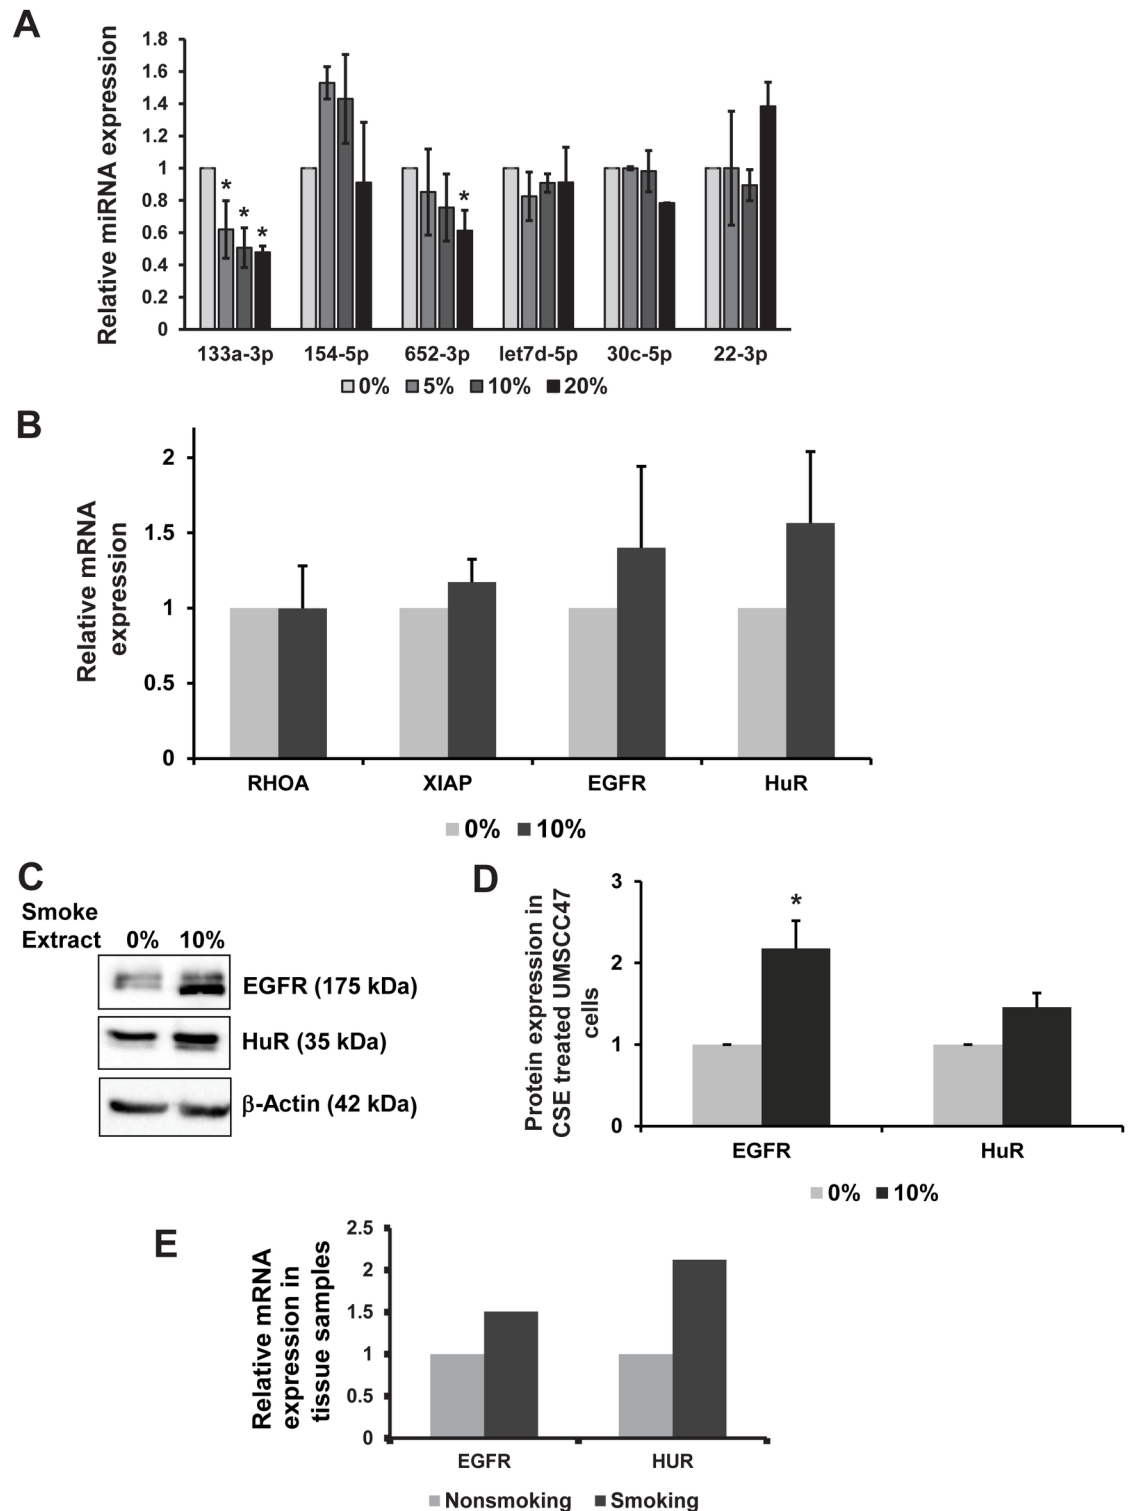 A
Relative miRNA expression
1.8
1.6
1.4
1.2
1
0.8
0.6
0.4
0.2
0
*
*
*
*
133a-3p 154-5p 652-3p let7d-5p 30c-5p 22-3p
0% 5% 10% 20%
B
Relative mRNA
expression
2
1.5
1
0.5
0
RHOA XIAP EGFR HuR
0% 10%
C
Smoke
Extract 0% 10%
EGFR (175 kDa)
HuR (35 kDa)
β-Actin (42 kDa)
D
Protein expression in
CSE treated UMSCC47
cells
3
2
1
0
*
EGFR HuR
0% 10%
E
Relative mRNA
expression in
tissue samples
2.5
2
1.5
1
0.5
0
EGFR HUR
Nonsmoking Smoking